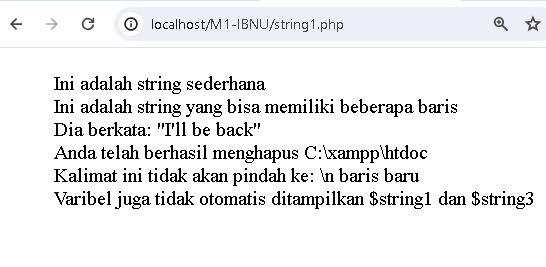 localhost/M1-IBNU/string1.php
Ini adalah string sederhana
Ini adalah string yang bisa memiliki beberapa baris
Dia berkata: "I'll be back"
Anda telah berhasil menghapus C:\xampp\htdoc
Kalimat ini tidak akan pindah ke: \n baris baru
Varibel juga tidak otomatis ditampilkan $string1 dan $string3